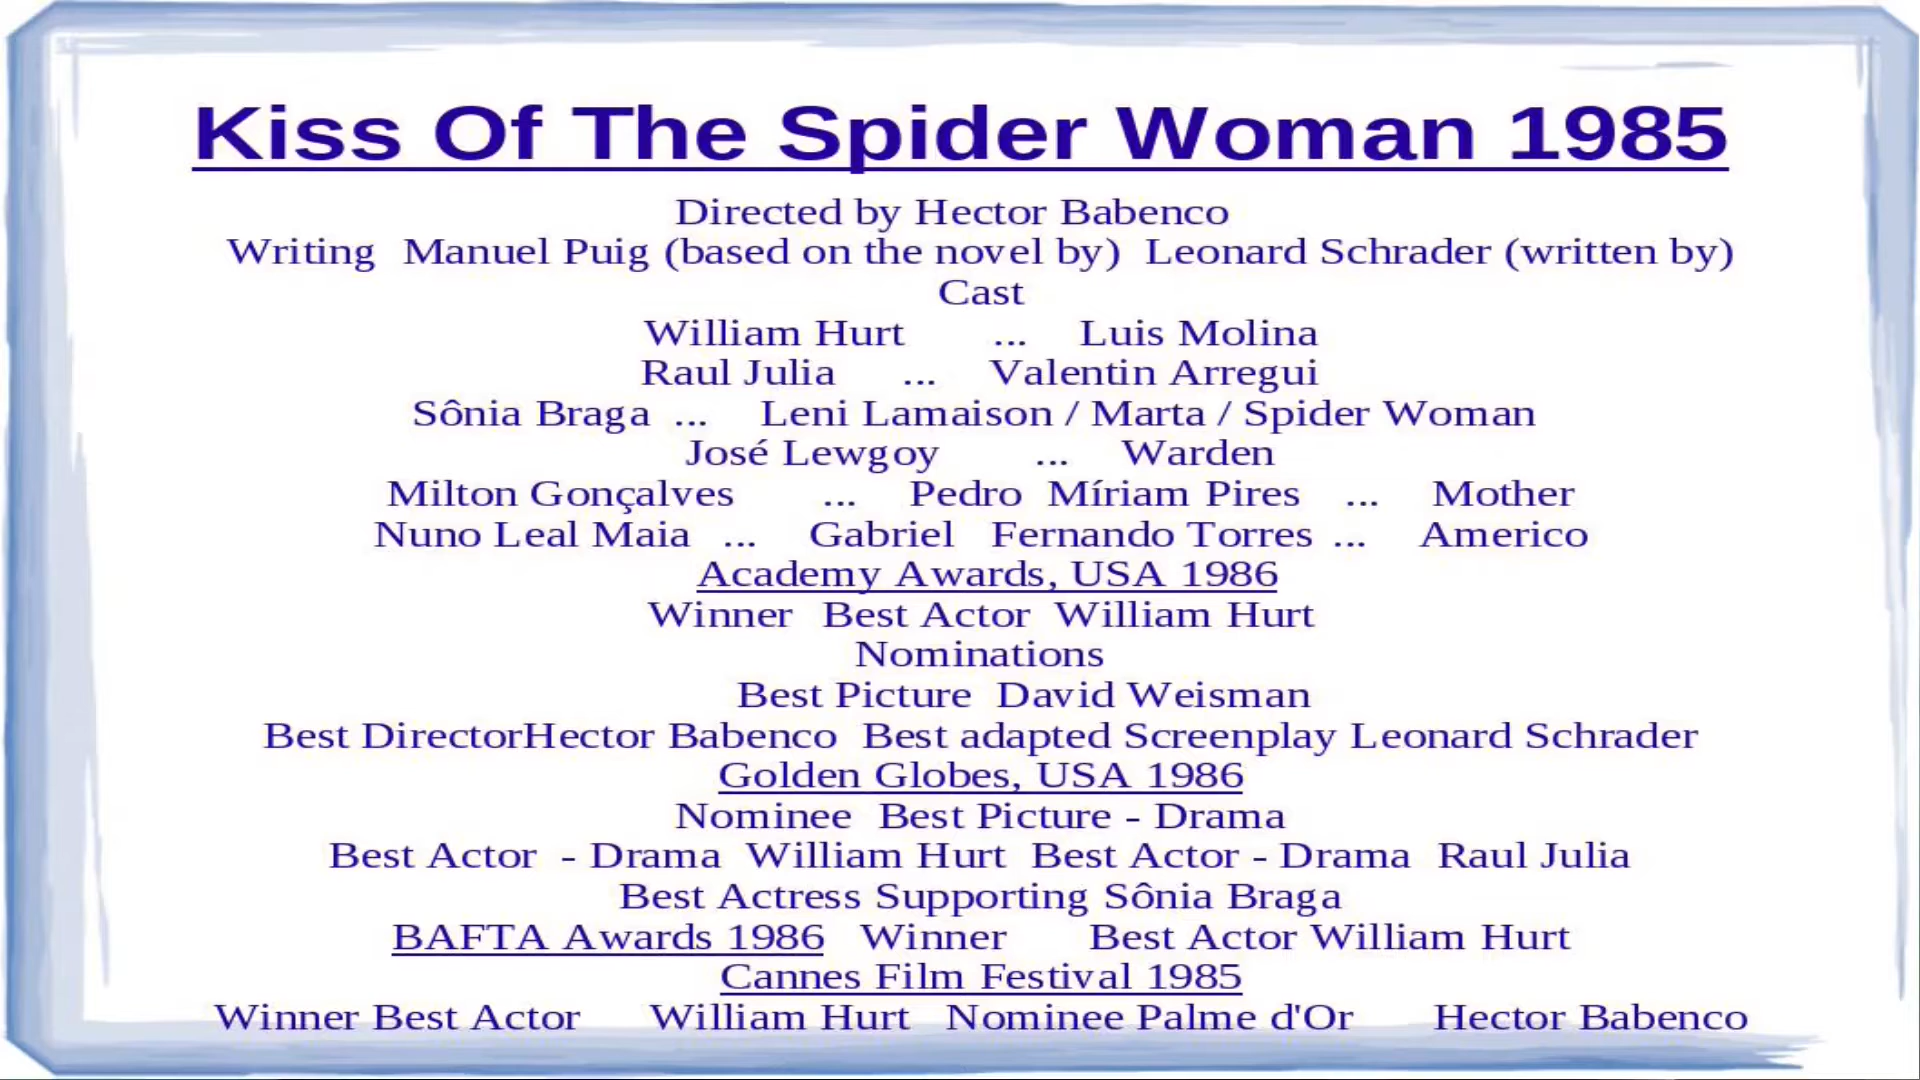 Kiss Of The Spider Woman 1985
Directed by Hector Babenco
Writing Manuel Puig (based on the novel by) Leonard Schrader (written by)
Cast
William Hurt ... Luis Molina
Raul Julia ... Valentin Arregui
Sônia Braga ... Leni Lamaison / Marta / Spider Woman
José Lewgoy ... Warden
Milton Gonçalves ... Pedro Míriam Pires ... Mother
Nuno Leal Maia ... Gabriel Fernando Torres ... Americo
Academy Awards, USA 1986
Winner Best Actor William Hurt
Nominations
Best Picture David Weisman
Best DirectorHector Babenco Best adapted Screenplay Leonard Schrader
Golden Globes, USA 1986
Nominee Best Picture - Drama
Best Actor - Drama William Hurt Best Actor - Drama Raul Julia
Best Actress Supporting Sônia Braga
BAFTA Awards 1986 Winner Best Actor William Hurt
Cannes Film Festival 1985
Winner Best Actor William Hurt Nominee Palme d'Or Hector Babenco